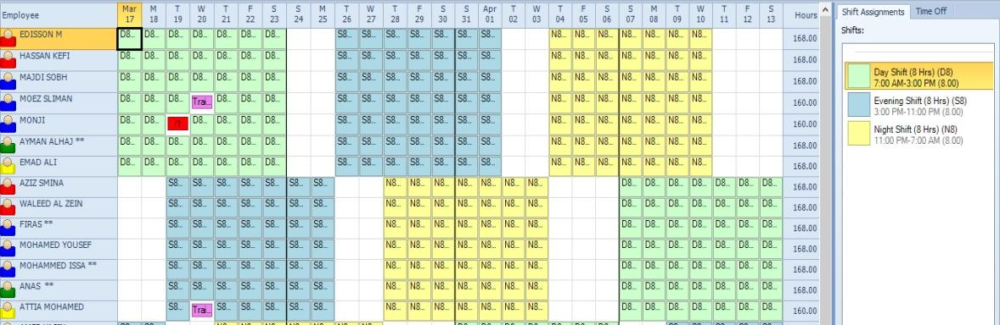 Mar M T W T F S S M T W T F S S Apr T W T F S S M T W T F S
Employee 17 18 19 20 21 22 23 24 25 26 27 28 29 30 31 01 02 03 04 05 06 07 08 09 10 11 12 13 Hours
EDISSON M D8... D8... D8... D8... D8... D8... D8... S8... S8... S8... S8... S8... S8... S8... N8... N8... N8... N8... N8... N8... N8... 168.00
HASSAN KEFI D8... D8... D8... D8... D8... D8... D8... S8... S8... S8... S8... S8... S8... S8... N8... N8... N8... N8... N8... N8... N8... 168.00
MAJDI SOBH D8... D8... D8... D8... D8... D8... D8... S8... S8... S8... S8... S8... S8... S8... N8... N8... N8... N8... N8... N8... N8... 168.00
MOEZ SLIMAN D8... D8... D8... Trai... D8... D8... D8... S8... S8... S8... S8... S8... S8... S8... N8... N8... N8... N8... N8... N8... N8... 160.00
MONJI D8... D8... D8... D8... D8... D8... S8... S8... S8... S8... S8... S8... S8... N8... N8... N8... N8... N8... N8... N8... 160.00
AYMAN ALHAJ ** D8... D8... D8... D8... D8... D8... D8... S8... S8... S8... S8... S8... S8... S8... N8... N8... N8... N8... N8... N8... N8... 168.00
EMAD ALI D8... D8... D8... D8... D8... D8... D8... S8... S8... S8... S8... S8... S8... S8... N8... N8... N8... N8... N8... N8... N8... 168.00
AZIZ SMINA S8... S8... S8... S8... S8... S8... S8... N8... N8... N8... N8... N8... N8... N8... D8... D8... D8... D8... D8... D8... D8... 168.00
WALEED AL ZEIN S8... S8... S8... S8... S8... S8... S8... N8... N8... N8... N8... N8... N8... N8... D8... D8... D8... D8... D8... D8... D8... 168.00
FIRAS ** S8... S8... S8... S8... S8... S8... S8... N8... N8... N8... N8... N8... N8... N8... D8... D8... D8... D8... D8... D8... D8... 168.00
MOHAMED YOUSEF S8... S8... S8... S8... S8... S8... S8... N8... N8... N8... N8... N8... N8... N8... D8... D8... D8... D8... D8... D8... D8... 168.00
MOHAMMED ISSA ** S8... S8... S8... S8... S8... S8... S8... N8... N8... N8... N8... N8... N8... N8... D8... D8... D8... D8... D8... D8... D8... 168.00
ANAS ** S8... S8... S8... S8... S8... S8... S8... N8... N8... N8... N8... N8... N8... N8... D8... D8... D8... D8... D8... D8... D8... 168.00
ATTIA MOHAMED S8... Trai... S8... S8... S8... S8... S8... N8... N8... N8... N8... N8... N8... N8... D8... D8... D8... D8... D8... D8... D8... 160.00
Shift Assignments Time Off
Shifts:
Day Shift (8 Hrs) (D8)
7:00 AM-3:00 PM (8.00)
Evening Shift (8 Hrs) (S8)
3:00 PM-11:00 PM (8.00)
Night Shift (8 Hrs) (N8)
11:00 PM-7:00 AM (8.00)